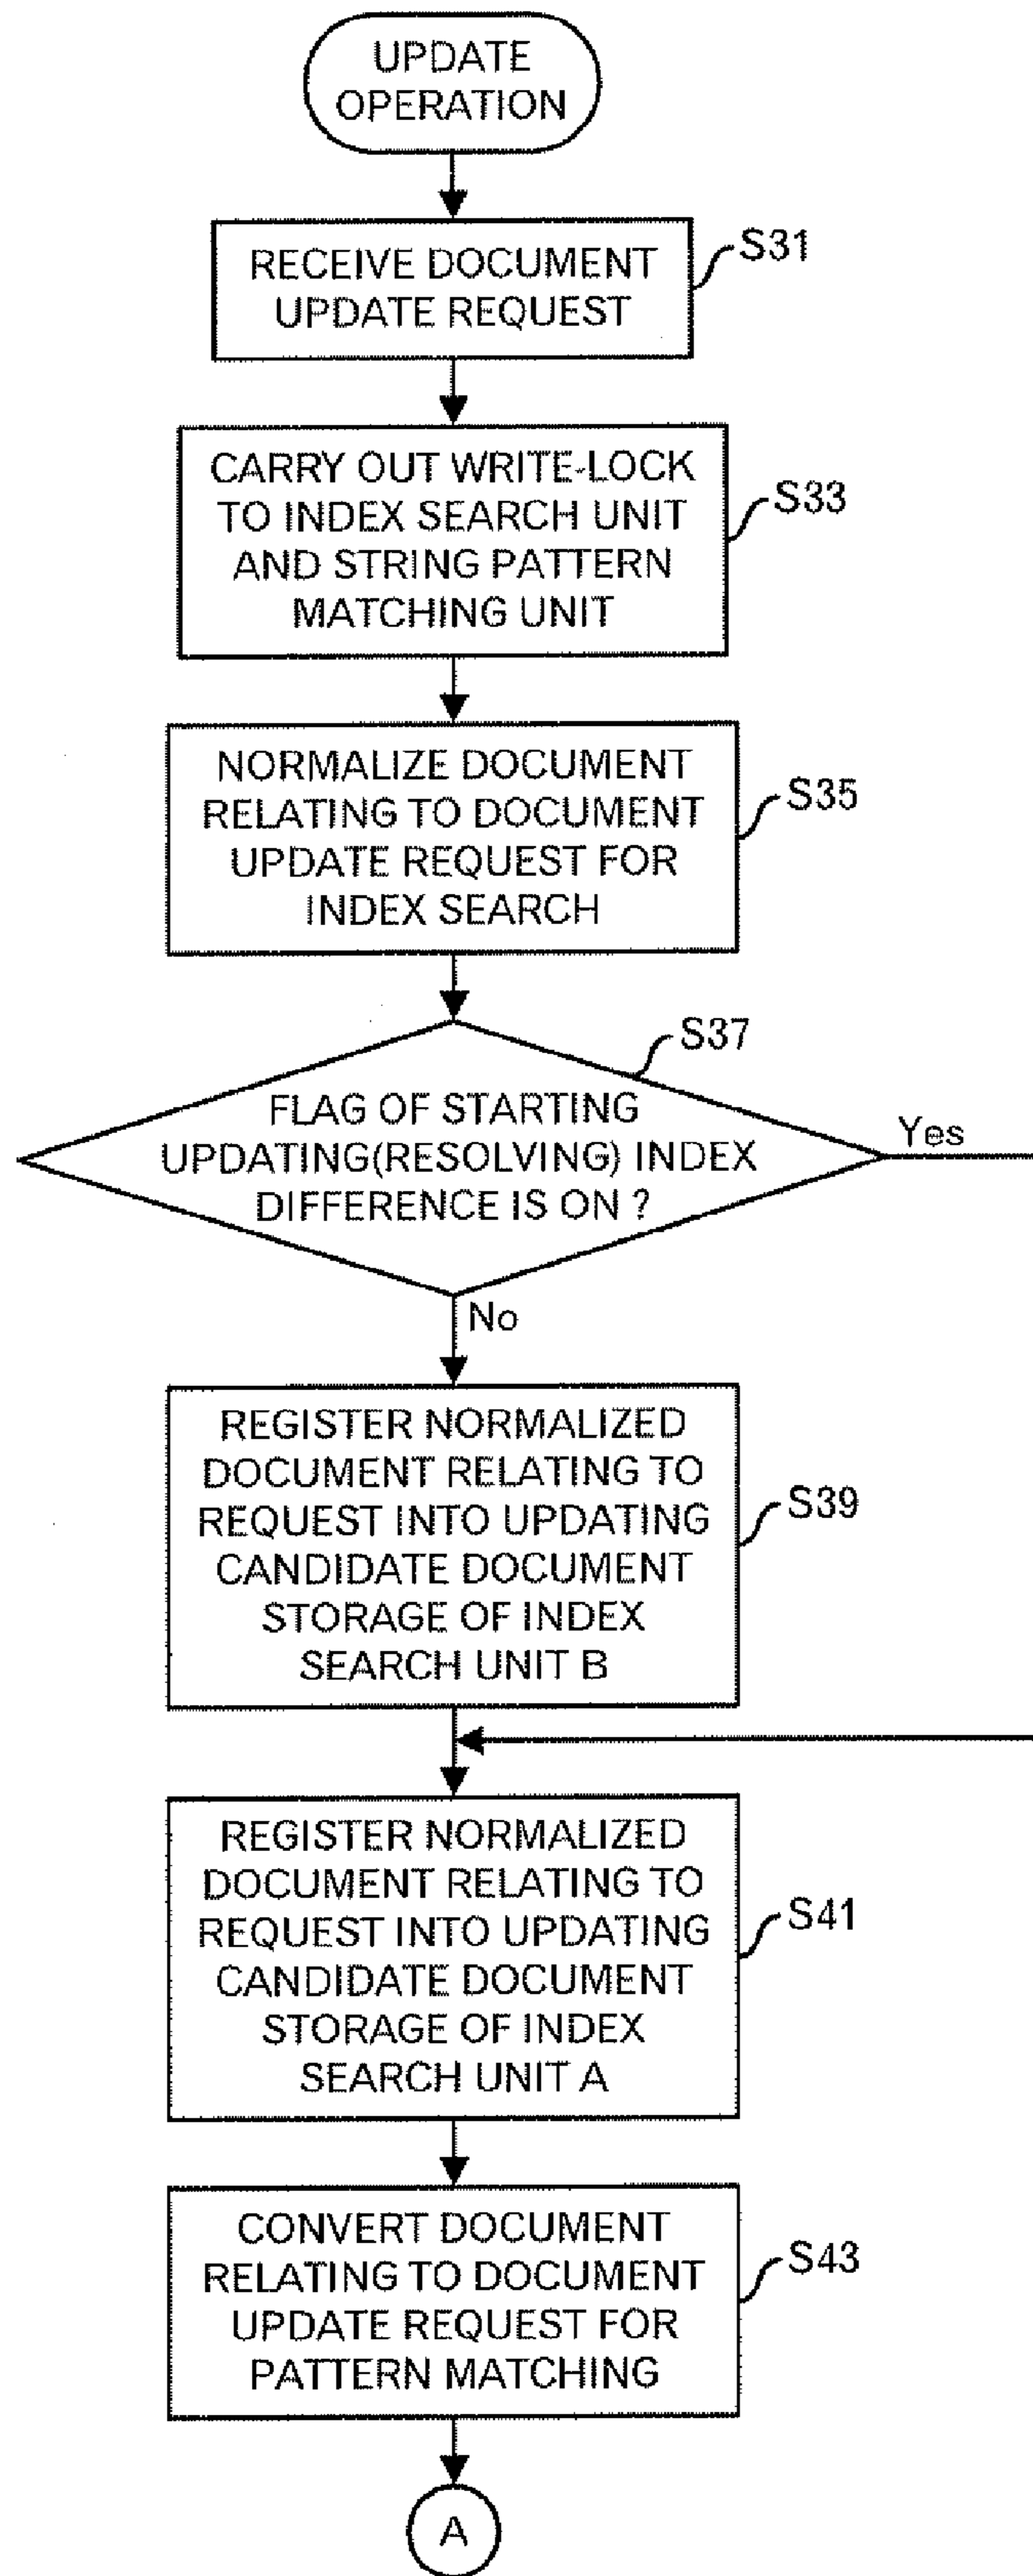 UPDATE
OPERATION
RECEIVE DOCUMENT
UPDATE REQUEST
S31
CARRY OUT WRITE-LOCK
TO INDEX SEARCH UNIT
AND STRING PATTERN
MATCHING UNIT
S33
NORMALIZE DOCUMENT
RELATING TO DOCUMENT
UPDATE REQUEST FOR
INDEX SEARCH
S35
S37
FLAG OF STARTING
UPDATING(RESOLVING) INDEX
DIFFERENCE IS ON ?
Yes
No
REGISTER NORMALIZED
DOCUMENT RELATING TO
REQUEST INTO UPDATING
CANDIDATE DOCUMENT
STORAGE OF INDEX
SEARCH UNIT B
S39
REGISTER NORMALIZED
DOCUMENT RELATING TO
REQUEST INTO UPDATING
CANDIDATE DOCUMENT
STORAGE OF INDEX
SEARCH UNIT A
S41
CONVERT DOCUMENT
RELATING TO DOCUMENT
UPDATE REQUEST FOR
PATTERN MATCHING
S43
A